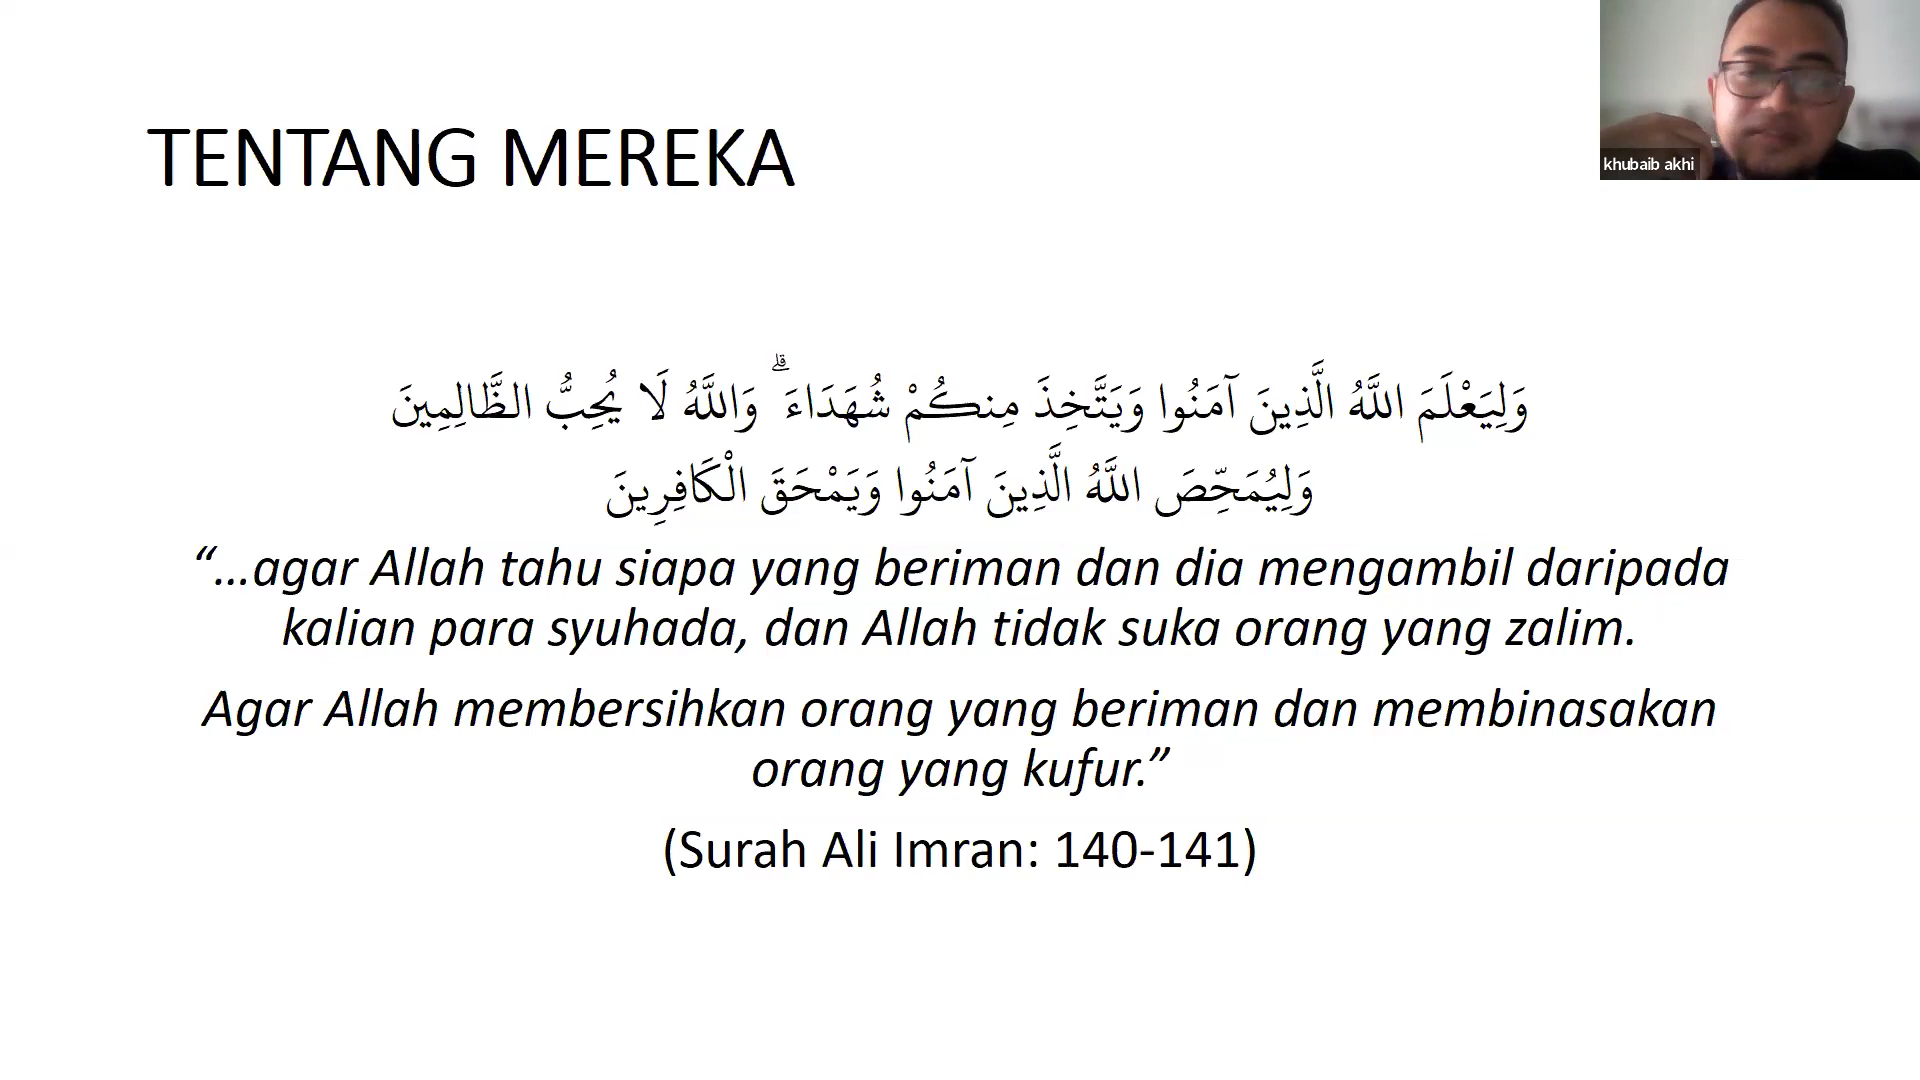 TENTANG MEREKA
khubaib akhi
وَلِيَعْلَمَ اللَّهُ الَّذِينَ آمَنُوا وَيَتَّخِذَ مِنكُمْ شُهَدَاءَ ۗ وَاللَّهُ لَا يُحِبُّ الظَّالِمِينَ
وَلِيُمَحِّصَ اللَّهُ الَّذِينَ آمَنُوا وَيَمْحَقَ الْكَافِرِينَ
“…agar Allah tahu siapa yang beriman dan dia mengambil daripada
kalian para syuhada, dan Allah tidak suka orang yang zalim.
Agar Allah membersihkan orang yang beriman dan membinasakan
orang yang kufur.”
(Surah Ali Imran: 140-141)